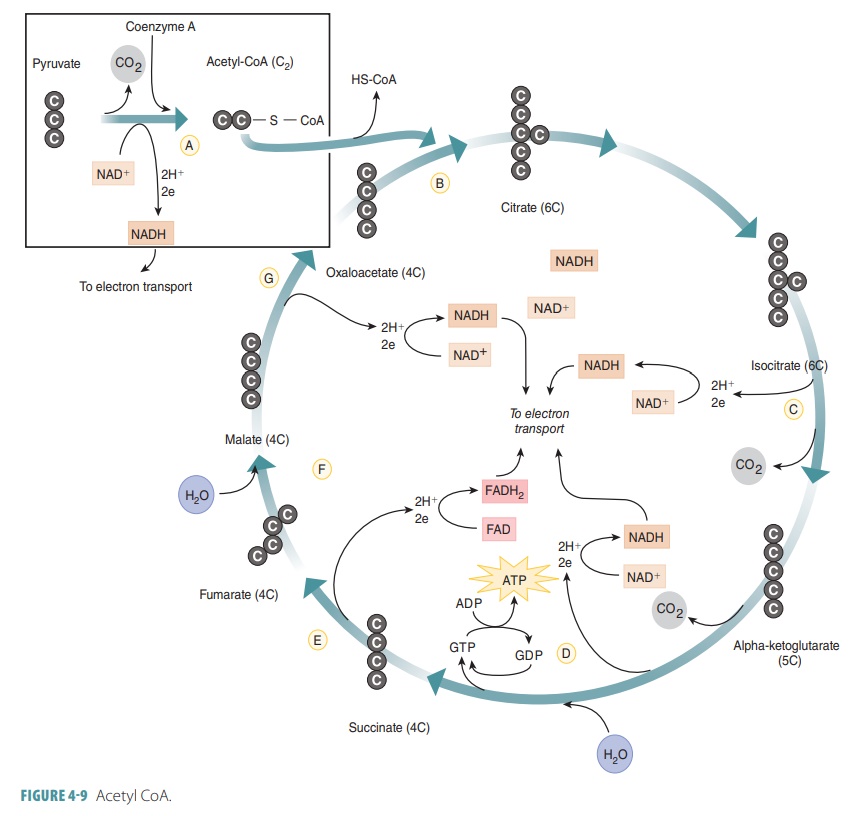 Coenzyme A
Pyruvate
CO2
Acetyl-CoA (C2)
HS-CoA
C
C
C
C C — S — CoA
A
NAD+
2H+
2e
NADH
To electron transport
B
C
C
C
C
Oxaloacetate (4C)
C
C
C C
C
C
Citrate (6C)
C
C
C C
C
C
Isocitrate (6C)
G
2H+
2e
NADH
NAD+
NADH
NAD+
NADH
NAD+
2H+
2e
C
CO2
To electron
transport
C
C
C
C
Malate (4C)
F
H2O
C
C
C
C
Fumarate (4C)
2H+
2e
FADH2
FAD
2H+
2e
NADH
NAD+
CO2
C
C
C
C
C
Alpha-ketoglutarate
(5C)
ATP
ADP
GTP
GDP
D
E
C
C
C
C
Succinate (4C)
H2O
FIGURE 4-9 Acetyl CoA.